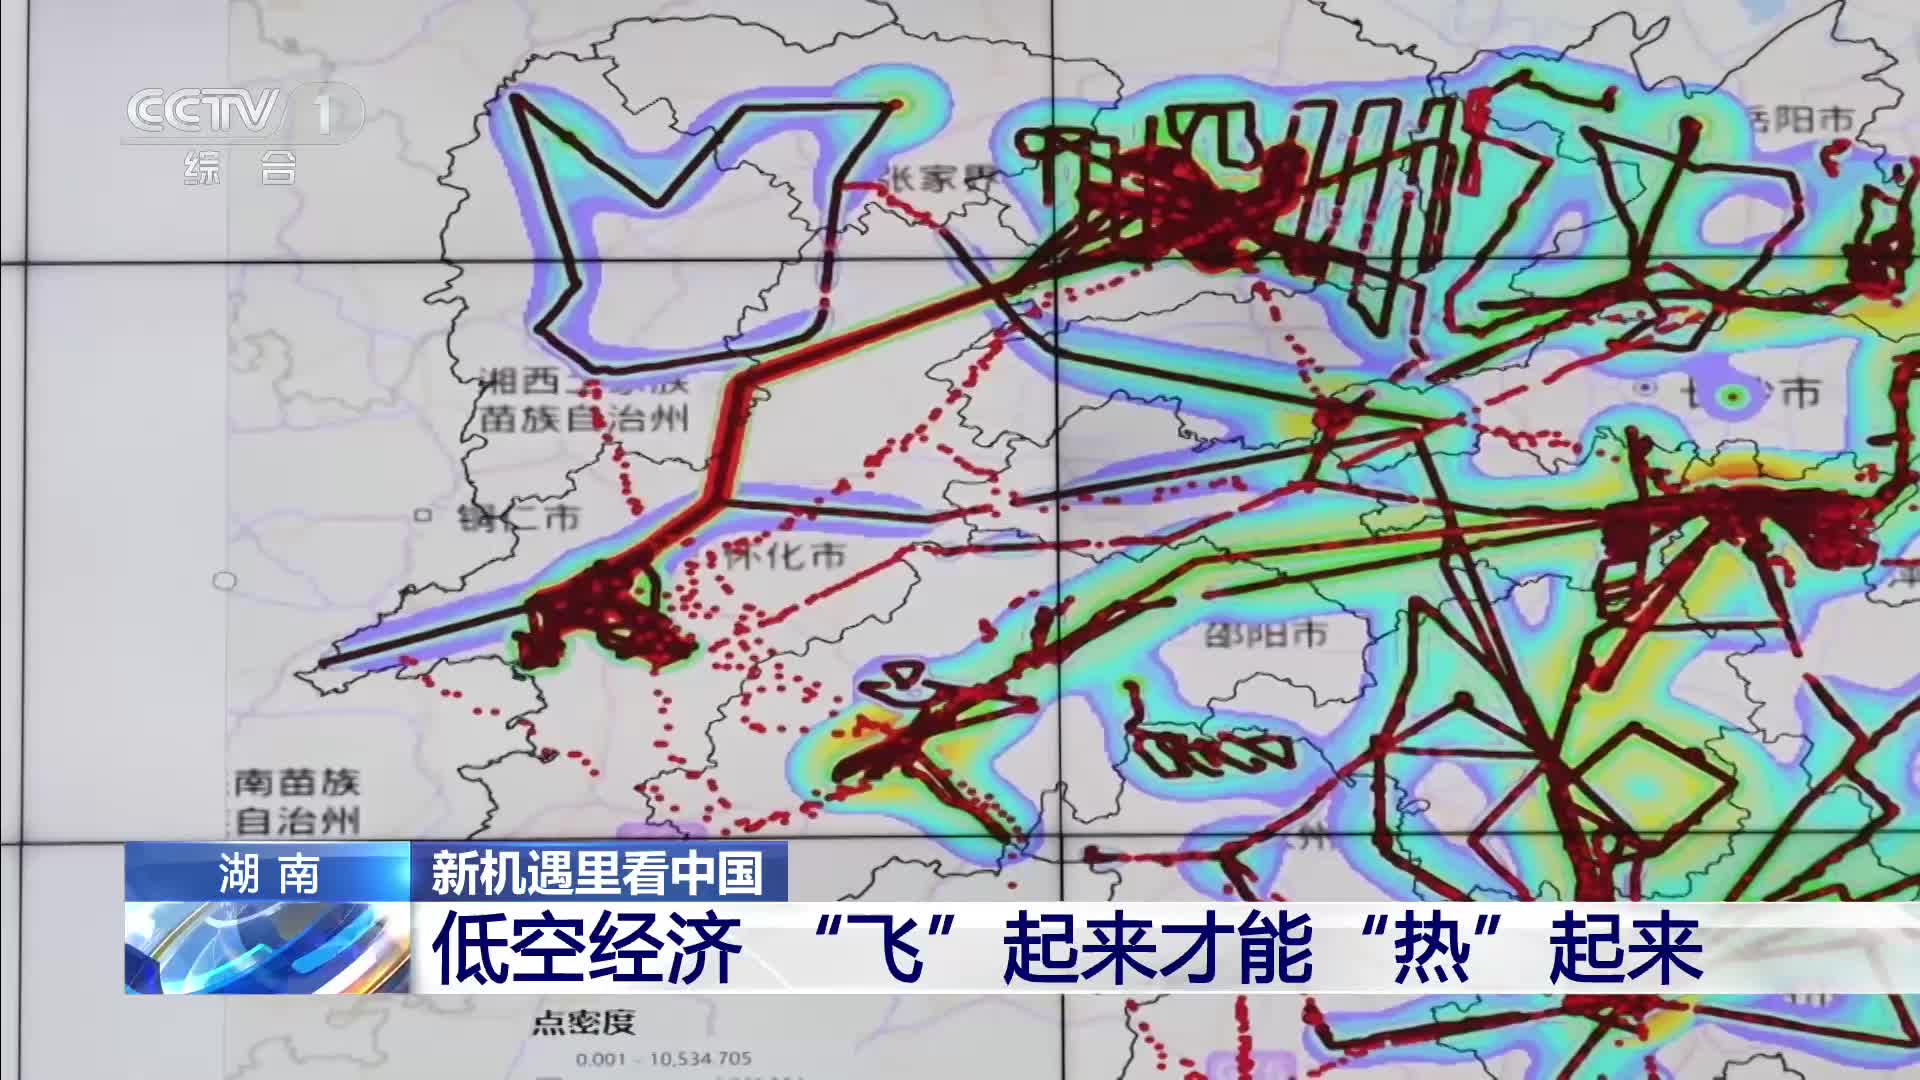 CCTV 1
综合
岳阳市
张家界
湘西土家族
苗族自治州
长沙市
铜仁市
怀化市
邵阳市
南苗族
自治州
湖南
新机遇里看中国
低空经济 “飞”起来才能“热”起来
点密度
0.001 - 10,534.705